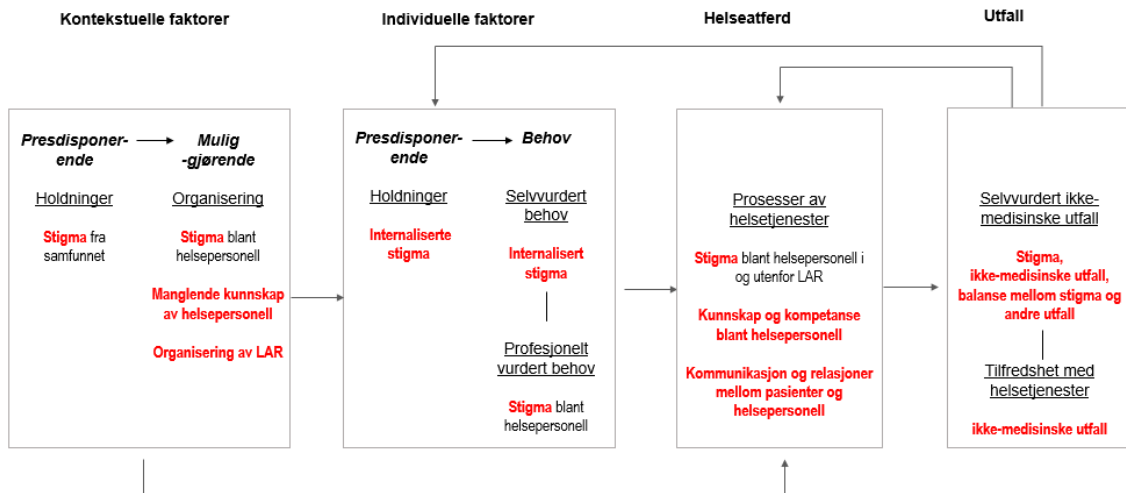 Kontekstuelle faktorer
Individuelle faktorer
Helseatferd
Utfall
Presdisponer-
ende
Mulig
-gjørende
Holdninger
Stigma fra
samfunnet
Organisering
Stigma blant
helsepersonell
Manglende kunnskap
av helsepersonell
Organisering av LAR
Presdisponer-
ende
Behov
Holdninger
Internaliserte
stigma
Selvvurdert
behov
Internalisert
stigma
Profesjonelt
vurdert behov
Stigma blant
helsepersonell
Prosesser av
helsetjenester
Stigma blant helsepersonell i
og utenfor LAR
Kunnskap og kompetanse
blant helsepersonell
Kommunikasjon og relasjoner
mellom pasienter og
helsepersonell
Selvvurdert ikke-
medisinske utfall
Stigma,
ikke-medisinske utfall,
balanse mellom stigma og
andre utfall
Tilfredshet med
helsetjenester
ikke-medisinske utfall